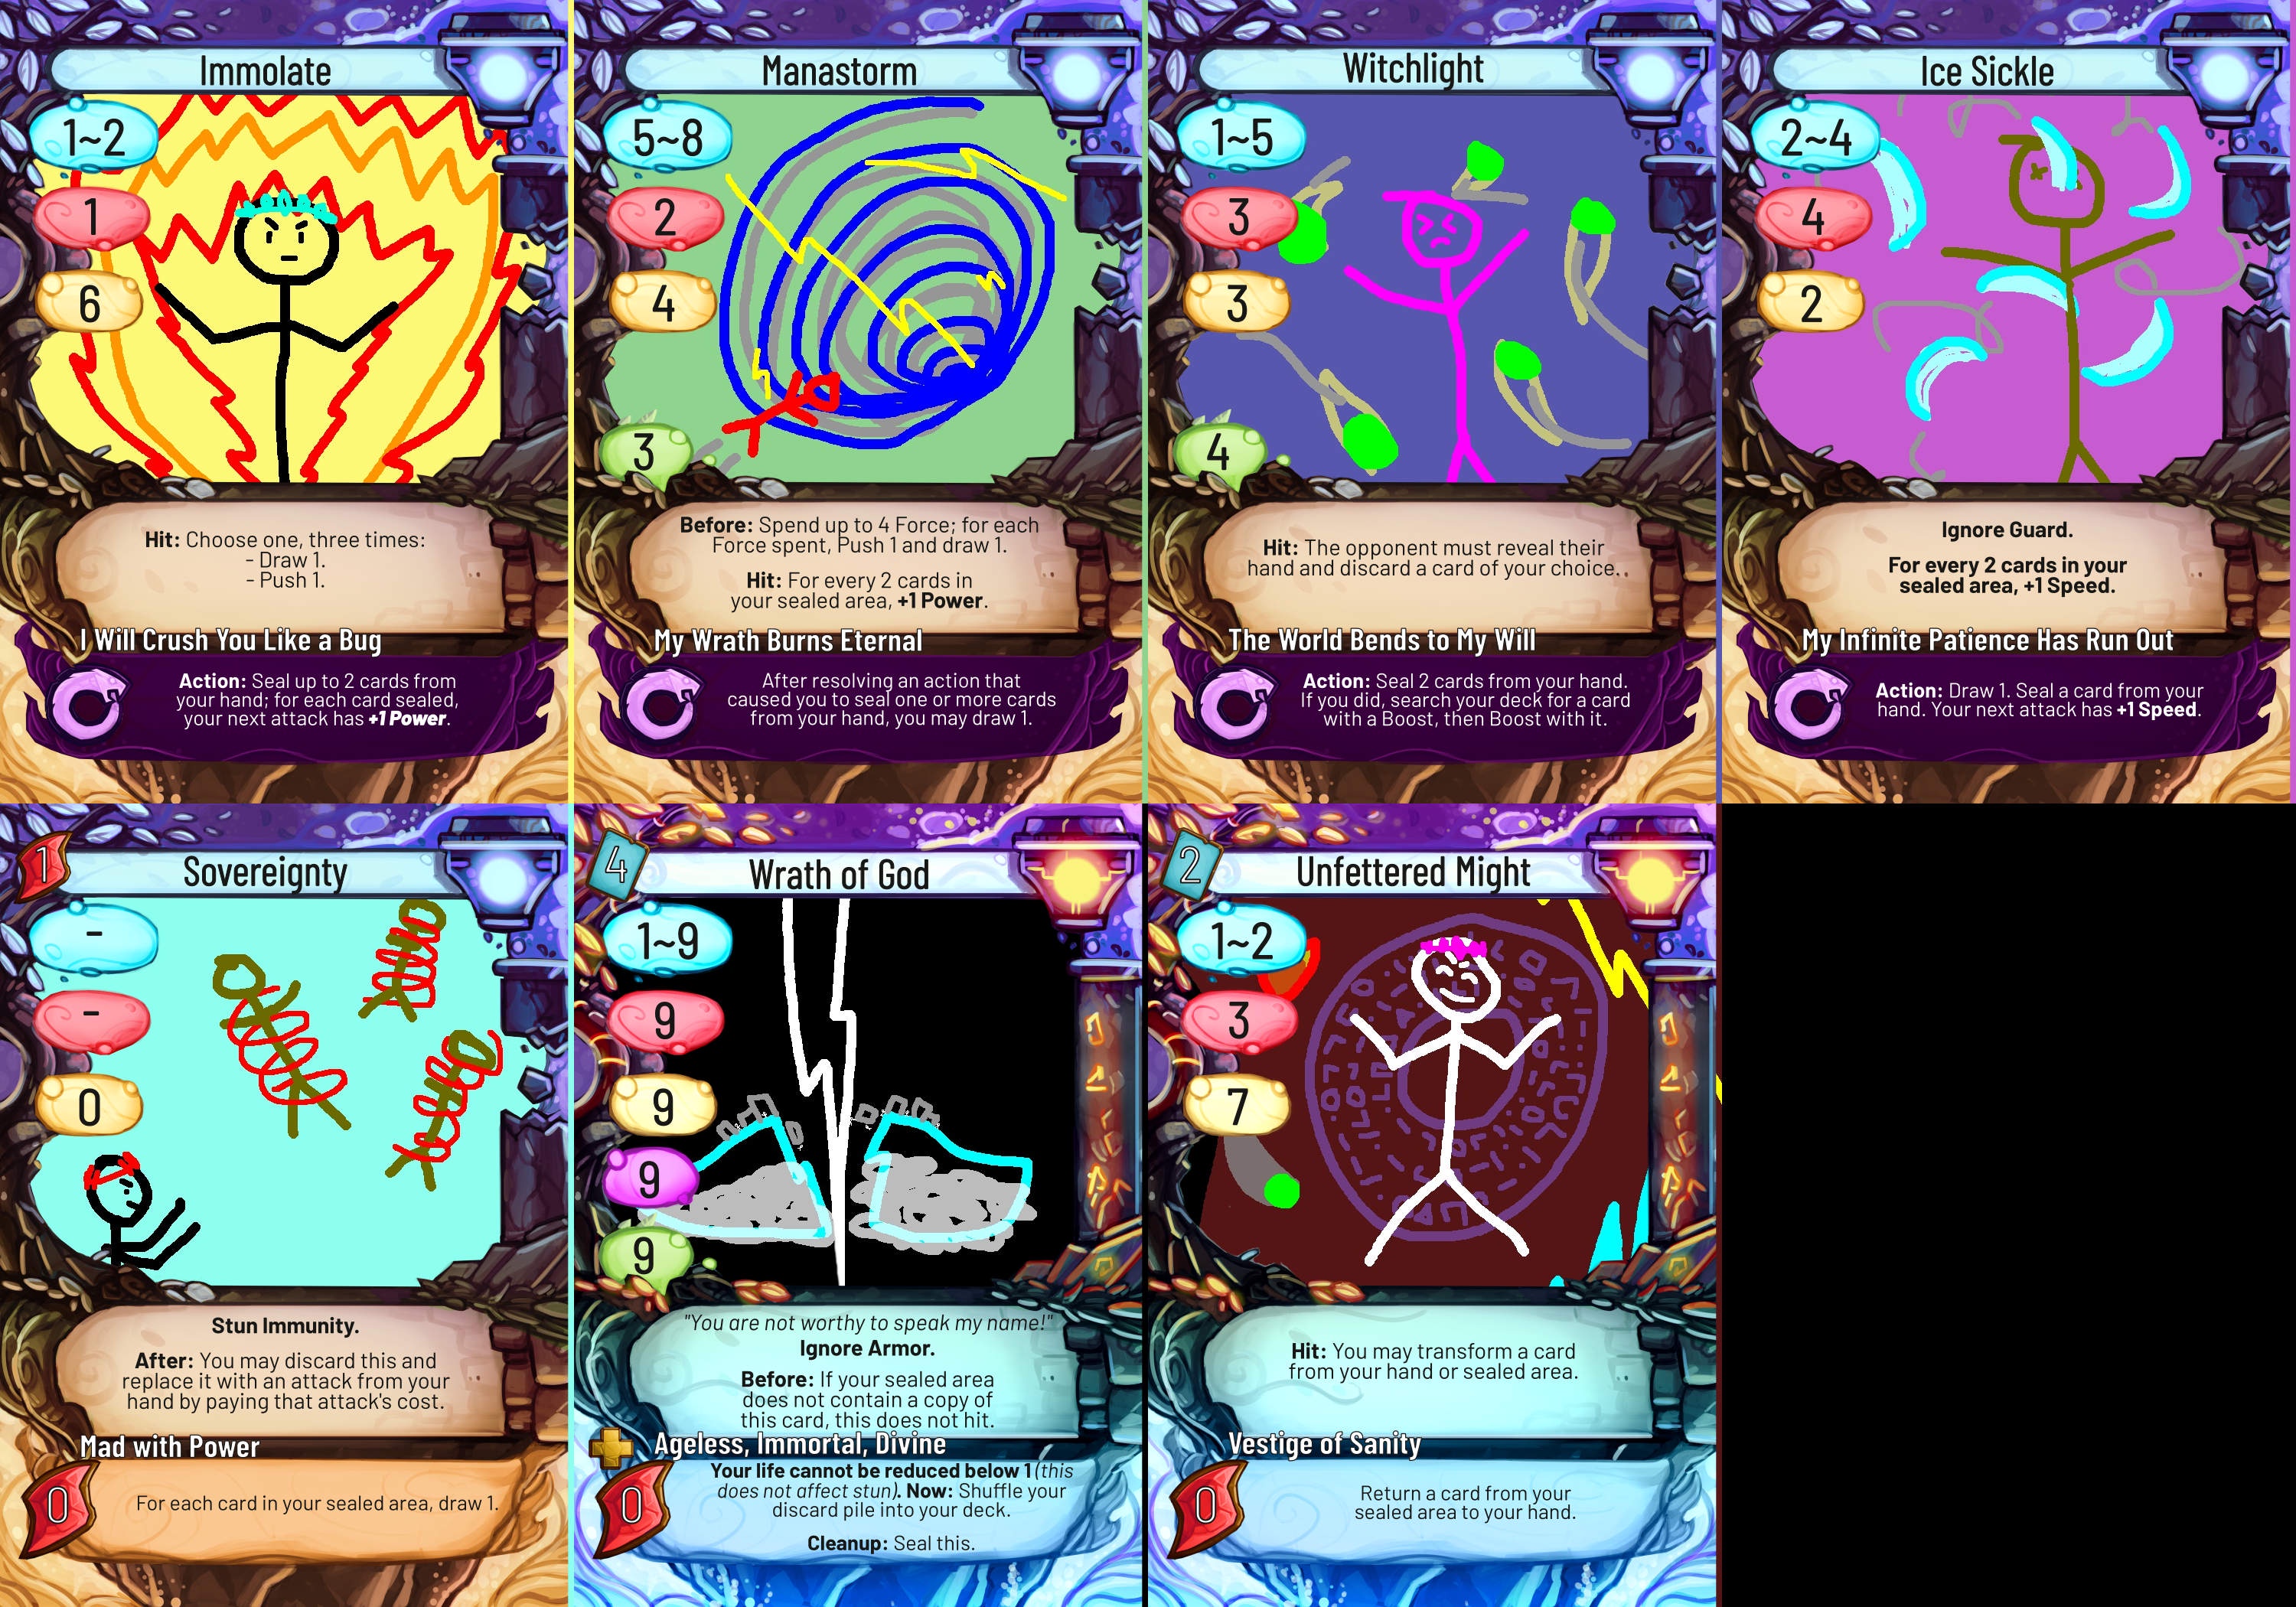 Immolate
1~2
1
6
Hit: Choose one, three times:
- Draw 1.
- Push 1.
I Will Crush You Like a Bug
Action: Seal up to 2 cards from
your hand; for each card sealed,
your next attack has +1 Power.
Manastorm
5~8
2
4
3
Before: Spend up to 4 Force; for each
Force spent, Push 1 and draw 1.
Hit: For every 2 cards in
your sealed area, +1 Power.
My Wrath Burns Eternal
After resolving an action that
caused you to seal one or more cards
from your hand, you may draw 1.
Witchlight
1~5
3
3
4
Hit: The opponent must reveal their
hand and discard a card of your choice.
The World Bends to My Will
Action: Seal 2 cards from your hand.
If you did, search your deck for a card
with a Boost, then Boost with it.
Ice Sickle
2~4
4
2
Ignore Guard.
For every 2 cards in your
sealed area, +1 Speed.
My Infinite Patience Has Run Out
Action: Draw 1. Seal a card from your
hand. Your next attack has +1 Speed.
1
Sovereignty
-
-
0
Stun Immunity.
After: You may discard this and
replace it with an attack from your
hand by paying that attack's cost.
Mad with Power
0
For each card in your sealed area, draw 1.
4
Wrath of God
1~9
9
9
9
9
"You are not worthy to speak my name!"
Ignore Armor.
Before: If your sealed area
does not contain a copy of
this card, this does not hit.
Ageless, Immortal, Divine
0
Your life cannot be reduced below 1 (this
does not affect stun). Now: Shuffle your
discard pile into your deck.
Cleanup: Seal this.
2
Unfettered Might
1~2
3
7
Hit: You may transform a card
from your hand or sealed area.
Vestige of Sanity
0
Return a card from your
sealed area to your hand.